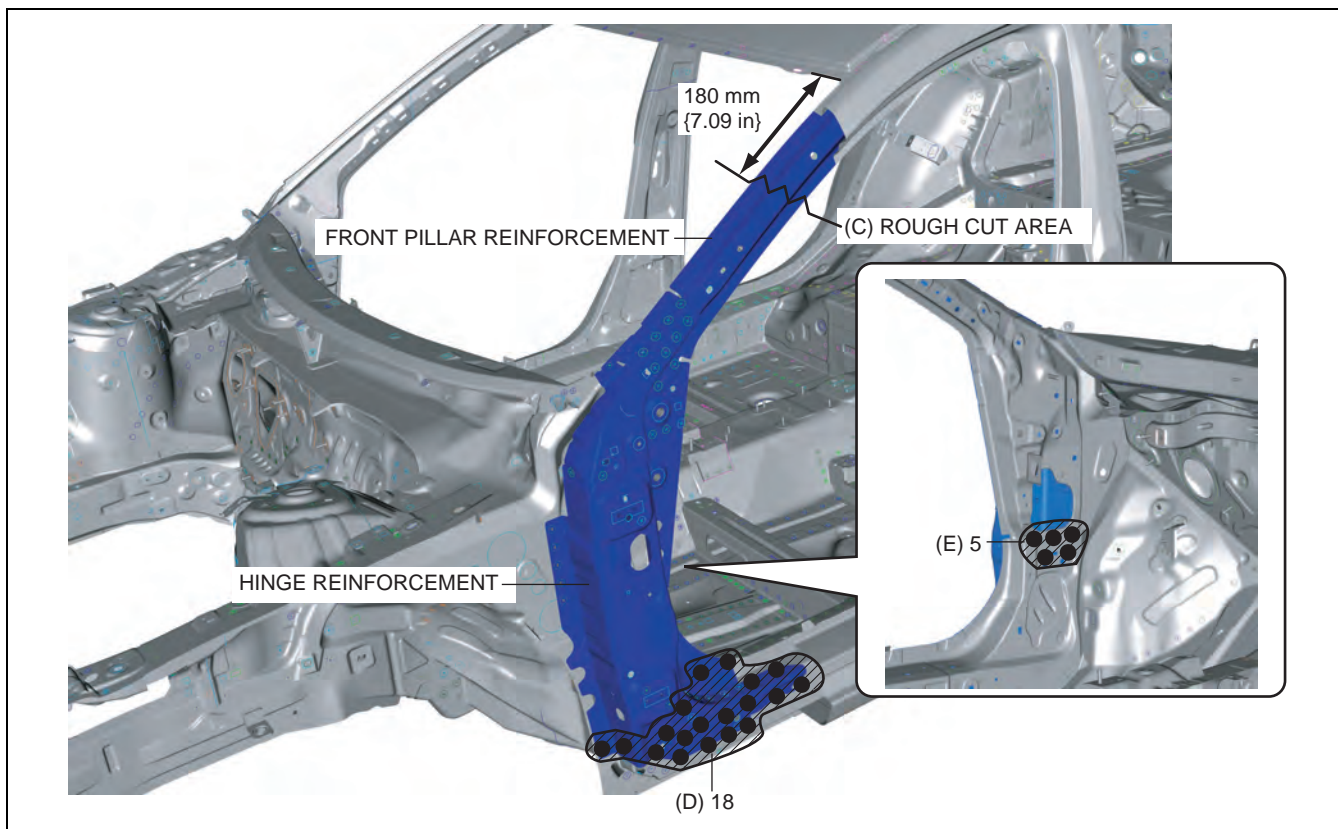 180 mm
{7.09 in}
FRONT PILLAR REINFORCEMENT
(C) ROUGH CUT AREA
(E) 5
HINGE REINFORCEMENT
(D) 18